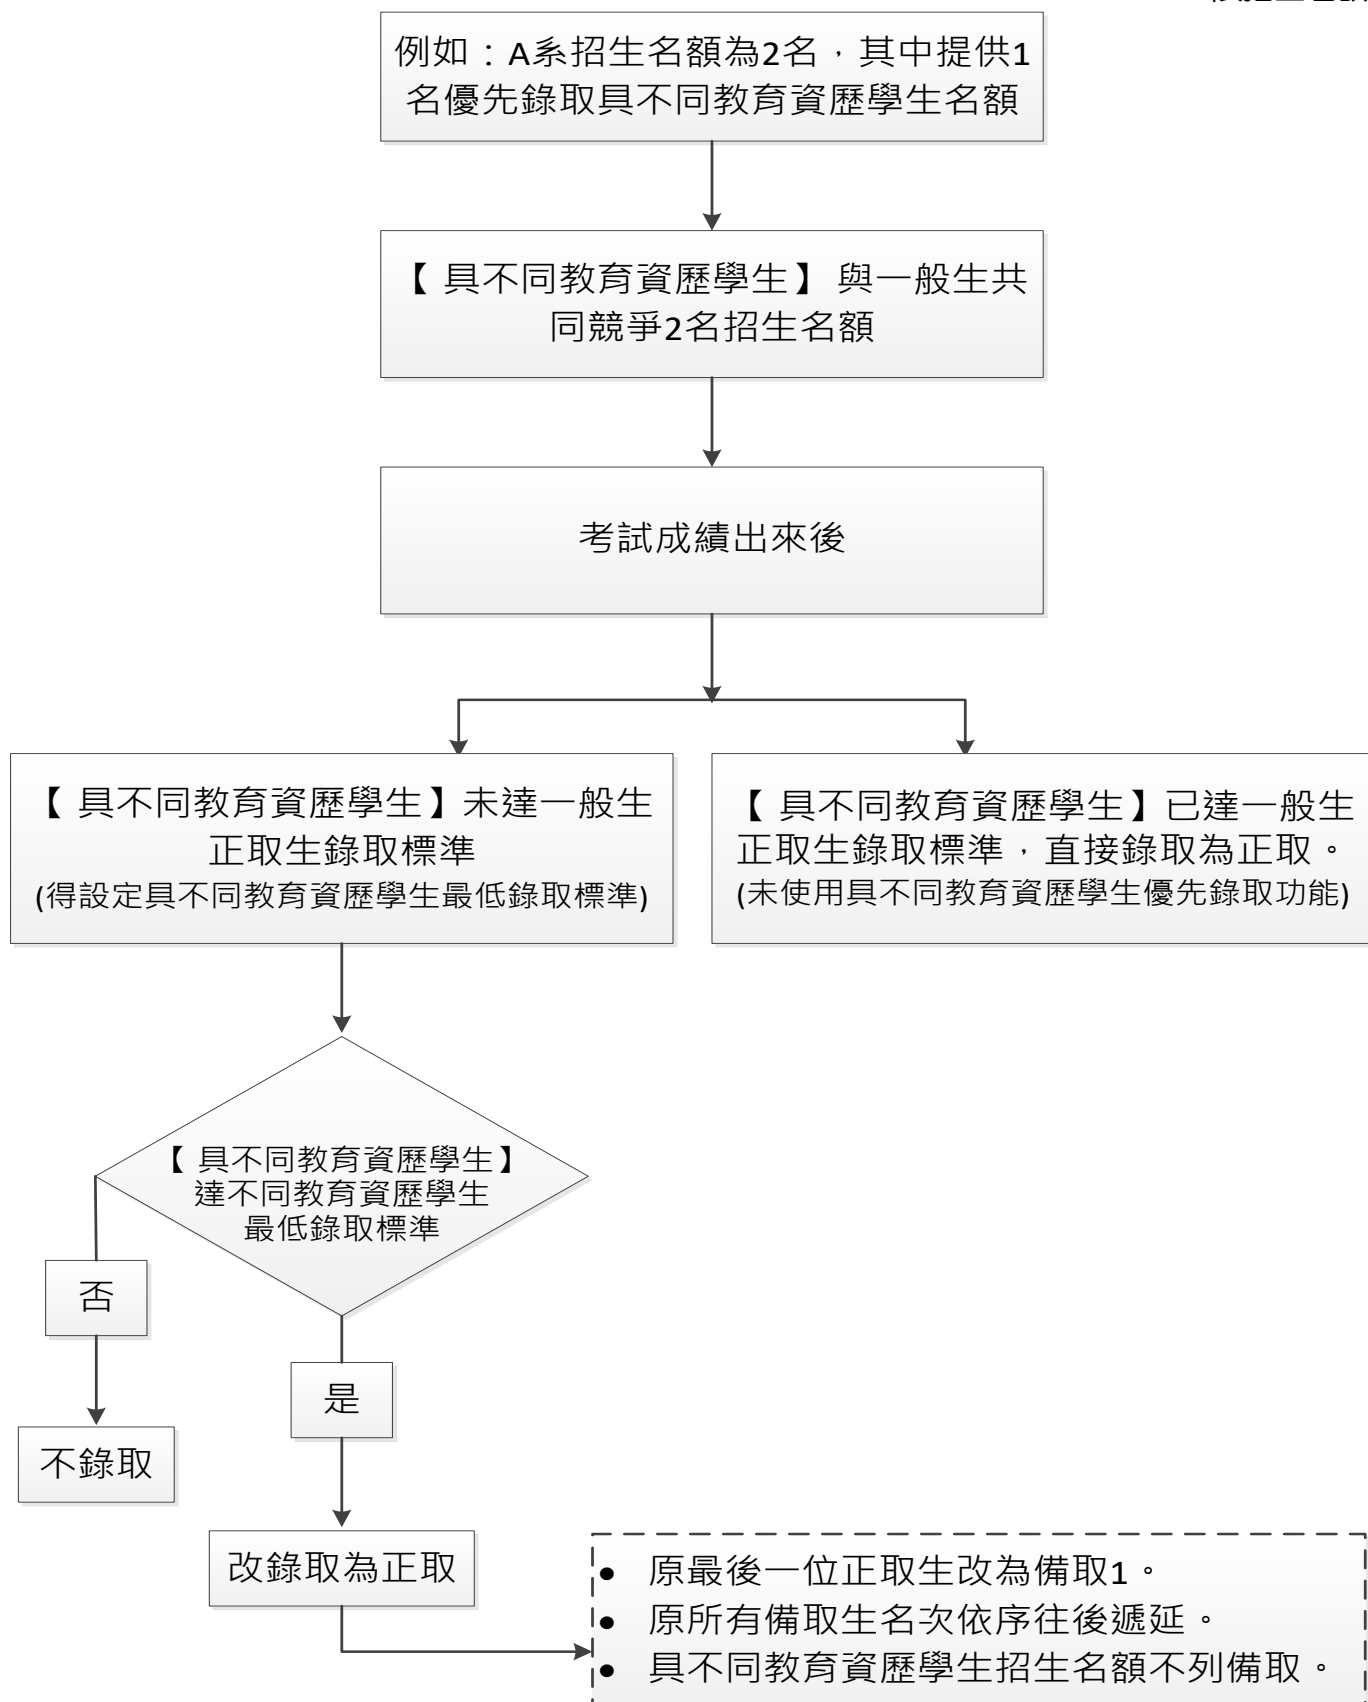 例如：A系招生名額為2名，其中提供1
名優先錄取具不同教育資歷學生名額
【 具不同教育資歷學生】 與一般生共
同競爭2名招生名額
考試成績出來後
【 具不同教育資歷學生】未達一般生
正取生錄取標準
(得設定具不同教育資歷學生最低錄取標準)
【 具不同教育資歷學生】已達一般生
正取生錄取標準，直接錄取為正取。
(未使用具不同教育資歷學生優先錄取功能)
【 具不同教育資歷學生】
達不同教育資歷學生
最低錄取標準
否
是
不錄取
改錄取為正取
● 原最後一位正取生改為備取1。
● 原所有備取生名次依序往後遞延。
● 具不同教育資歷學生招生名額不列備取。